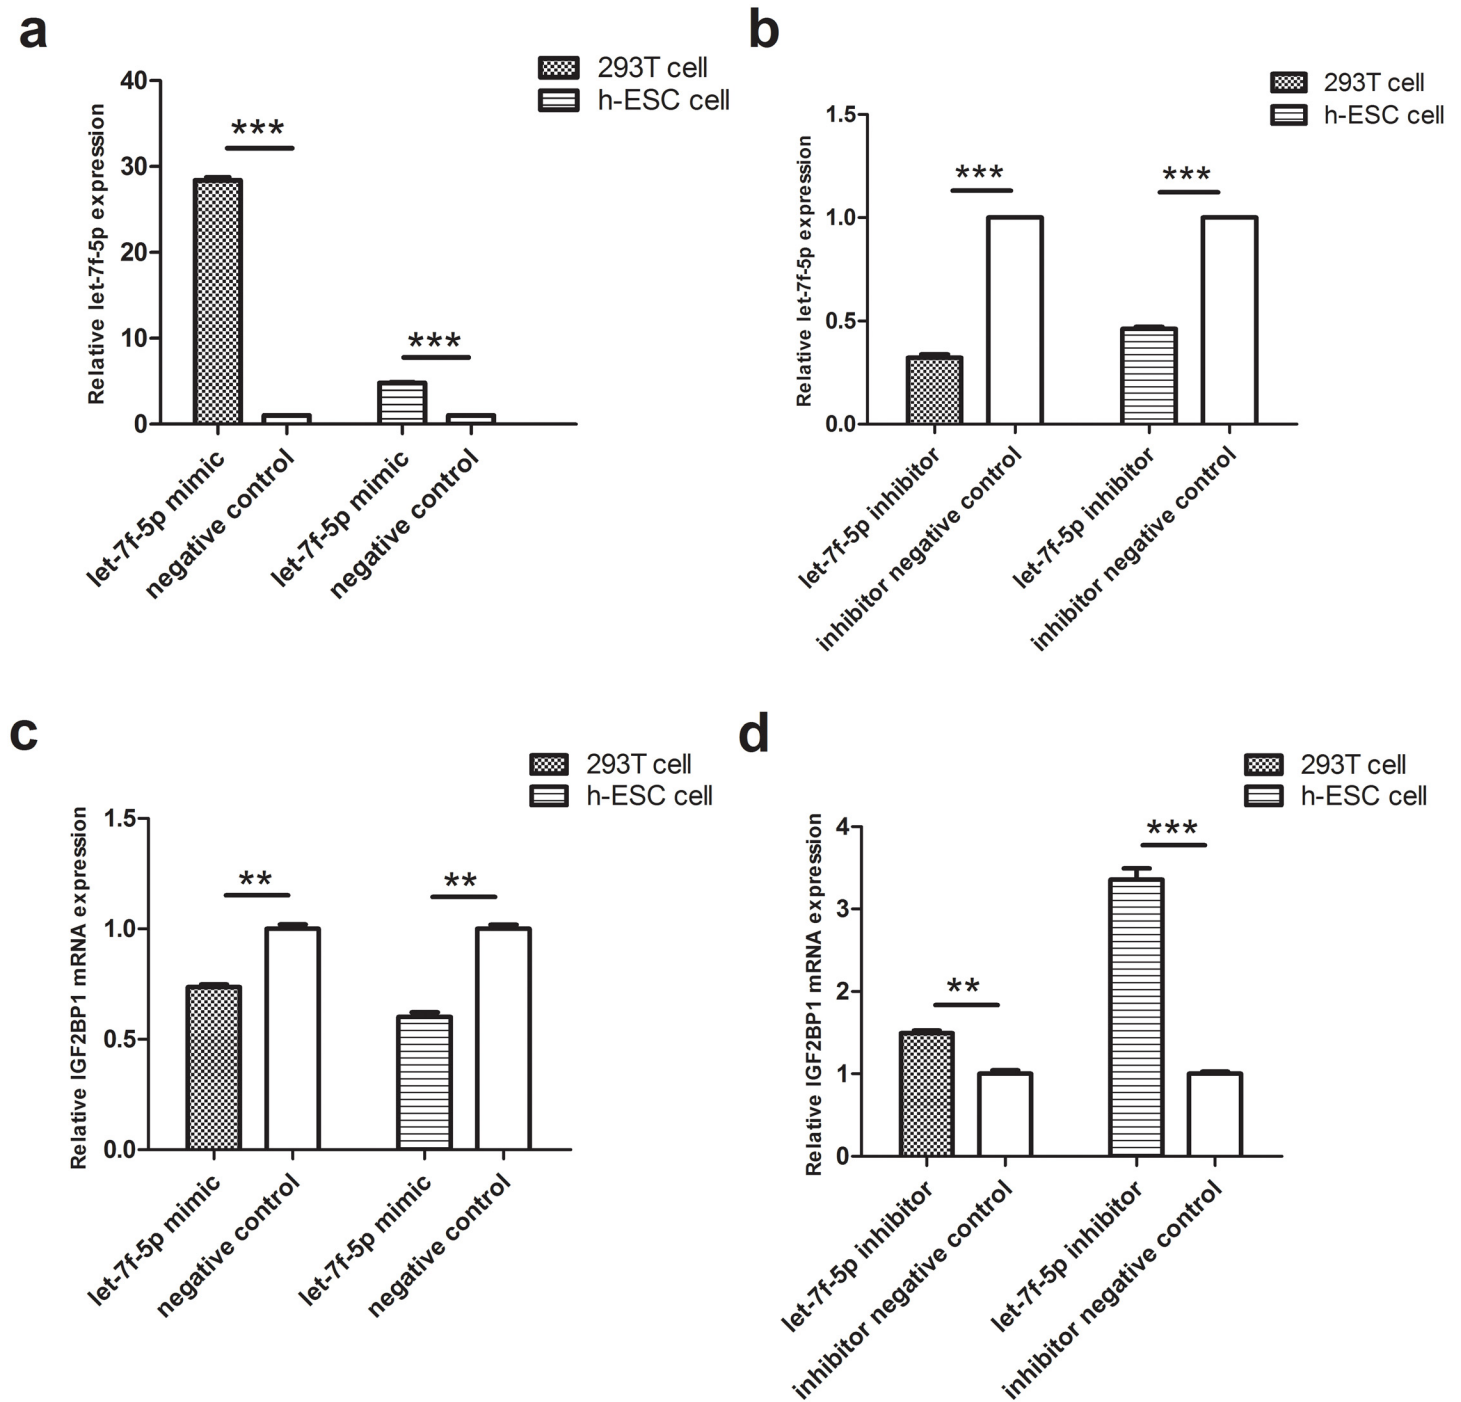 a
293T cell
h-ESC cell
Relative let-7f-5p expression
40
30
20
10
0
***
***
let-7f-5p mimic
negative control
let-7f-5p mimic
negative control
b
293T cell
h-ESC cell
Relative let-7f-5p expression
1.5
1.0
0.5
0.0
***
***
let-7f-5p inhibitor
inhibitor negative control
let-7f-5p inhibitor
inhibitor negative control
c
293T cell
h-ESC cell
Relative IGF2BP1 mRNA expression
1.5
1.0
0.5
0.0
**
**
let-7f-5p mimic
negative control
let-7f-5p mimic
negative control
d
293T cell
h-ESC cell
Relative IGF2BP1 mRNA expression
4
3
2
1
0
**
***
let-7f-5p inhibitor
inhibitor negative control
let-7f-5p inhibitor
inhibitor negative control